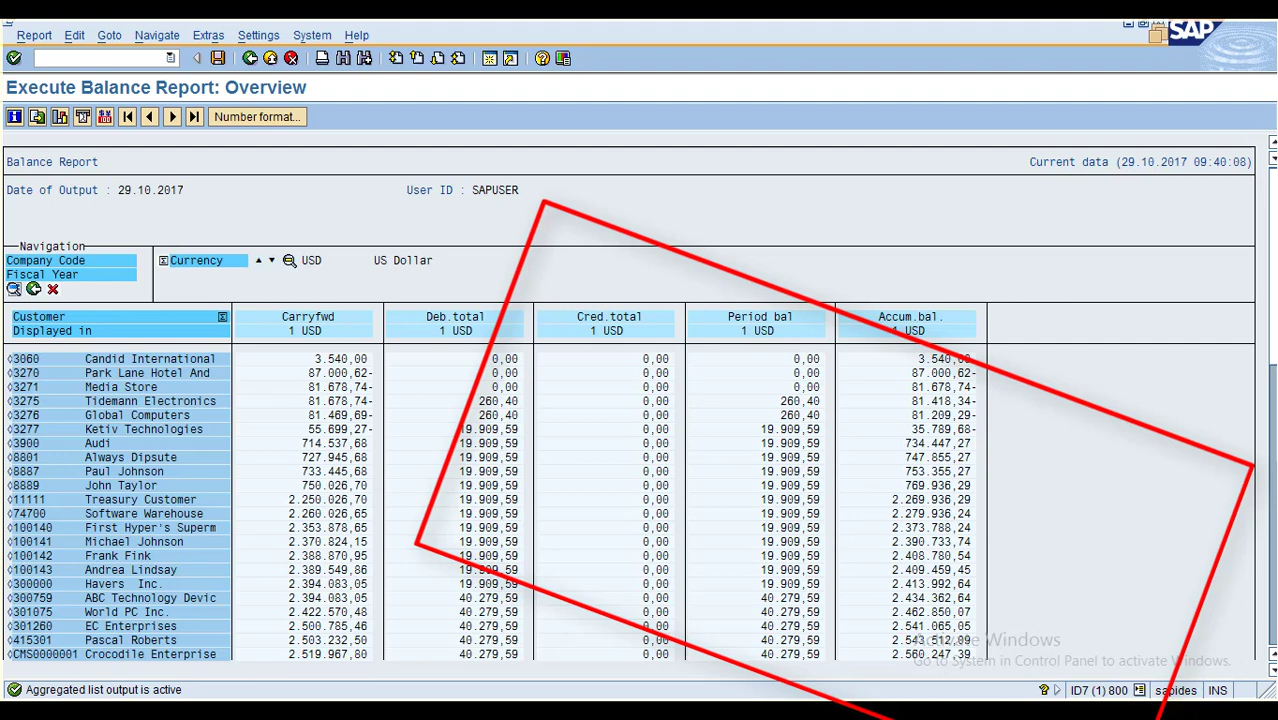 Report Edit Goto Navigate Extras Settings System Help
SAP
Execute Balance Report: Overview
Number format...
Balance Report Current data (29.10.2017 09:40:08)
Date of Output : 29.10.2017 User ID : SAPUSER
Navigation
Company Code Currency USD US Dollar
Fiscal Year
Customer Carryfwd Deb.total Cred.total Period bal Accum.bal.
Displayed in 1 USD 1 USD 1 USD 1 USD 1 USD
3060 Candid International 3.540,00 0,00 0,00 0,00 3.540,00
3270 Park Lane Hotel And 87.000,62- 0,00 0,00 0,00 87.000,62-
3271 Media Store 81.678,74- 0,00 0,00 0,00 81.678,74-
3275 Tidemann Electronics 81.678,74- 260,40 0,00 260,40 81.418,34-
3276 Global Computers 81.469,69- 260,40 0,00 260,40 81.209,29-
3277 Ketiv Technologies 55.699,27- 19.909,59 0,00 19.909,59 35.789,68-
3900 Audi 714.537,68 19.909,59 0,00 19.909,59 734.447,27
8801 Always Dipsute 727.945,68 19.909,59 0,00 19.909,59 747.855,27
8887 Paul Johnson 733.445,68 19.909,59 0,00 19.909,59 753.355,27
8889 John Taylor 750.026,70 19.909,59 0,00 19.909,59 769.936,29
11111 Treasury Customer 2.250.026,70 19.909,59 0,00 19.909,59 2.269.936,29
74700 Software Warehouse 2.260.026,65 19.909,59 0,00 19.909,59 2.279.936,24
100140 First Hyper's Superm 2.353.878,65 19.909,59 0,00 19.909,59 2.373.788,24
100141 Michael Johnson 2.370.824,15 19.909,59 0,00 19.909,59 2.390.733,74
100142 Frank Fink 2.388.870,95 19.909,59 0,00 19.909,59 2.408.780,54
100143 Andrea Lindsay 2.389.549,86 19.909,59 0,00 19.909,59 2.409.459,45
300000 Havers Inc. 2.394.083,05 19.909,59 0,00 19.909,59 2.413.992,64
300759 ABC Technology Devic 2.394.083,05 40.279,59 0,00 40.279,59 2.434.362,64
301075 World PC Inc. 2.422.570,48 40.279,59 0,00 40.279,59 2.462.850,07
301260 EC Enterprises 2.500.785,46 40.279,59 0,00 40.279,59 2.541.065,05
415301 Pascal Roberts 2.503.232,50 40.279,59 0,00 40.279,59 2.543.512,09
CMS0000001 Crocodile Enterprise 2.519.967,80 40.279,59 0,00 40.279,59 2.560.247,39
Activate Windows
Go to System in Control Panel to activate Windows.
Aggregated list output is active ID7 (1) 800 sapides INS